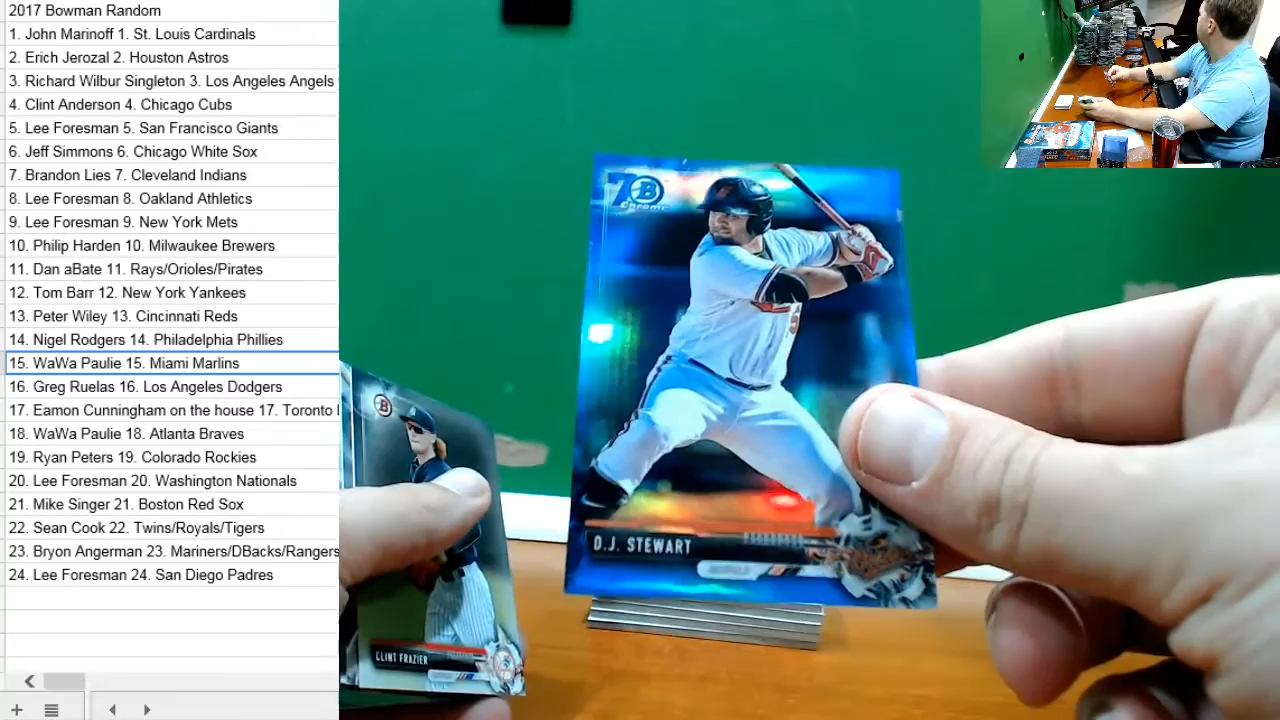 2017 Bowman Random
1. John Marinoff 1. St. Louis Cardinals
2. Erich Jerozal 2. Houston Astros
3. Richard Wilbur Singleton 3. Los Angeles Angels
4. Clint Anderson 4. Chicago Cubs
5. Lee Foresman 5. San Francisco Giants
6. Jeff Simmons 6. Chicago White Sox
7. Brandon Lies 7. Cleveland Indians
8. Lee Foresman 8. Oakland Athletics
9. Lee Foresman 9. New York Mets
10. Philip Harden 10. Milwaukee Brewers
11. Dan aBate 11. Rays/Orioles/Pirates
12. Tom Barr 12. New York Yankees
13. Peter Wiley 13. Cincinnati Reds
14. Nigel Rodgers 14. Philadelphia Phillies
15. WaWa Paulie 15. Miami Marlins
16. Greg Ruelas 16. Los Angeles Dodgers
17. Eamon Cunningham on the house 17. Toronto
18. WaWa Paulie 18. Atlanta Braves
19. Ryan Peters 19. Colorado Rockies
20. Lee Foresman 20. Washington Nationals
21. Mike Singer 21. Boston Red Sox
22. Sean Cook 22. Twins/Royals/Tigers
23. Bryon Angerman 23. Mariners/DBacks/Rangers
24. Lee Foresman 24. San Diego Padres
70 B
Chrome
D.J. STEWART
B
CLINT FRAZIER